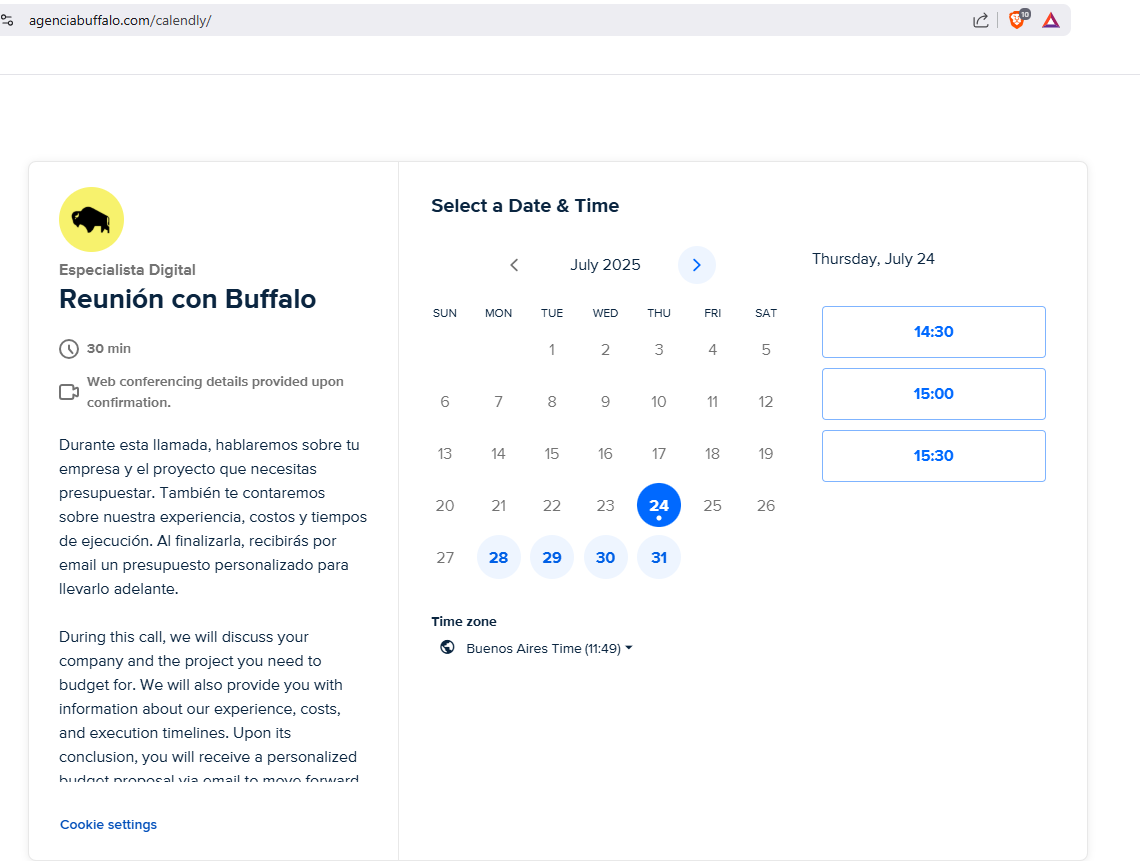 agenciabuffalo.com/calendly/
10
Especialista Digital
Reunión con Buffalo
30 min
Web conferencing details provided upon
confirmation.
Durante esta llamada, hablaremos sobre tu
empresa y el proyecto que necesitas
presupuestar. También te contaremos
sobre nuestra experiencia, costos y tiempos
de ejecución. Al finalizarla, recibirás por
email un presupuesto personalizado para
llevarlo adelante.
During this call, we will discuss your
company and the project you need to
budget for. We will also provide you with
information about our experience, costs,
and execution timelines. Upon its
conclusion, you will receive a personalized
budget proposal via email to move forward
Cookie settings
Select a Date & Time
July 2025
SUN MON TUE WED THU FRI SAT
1 2 3 4 5
6 7 8 9 10 11 12
13 14 15 16 17 18 19
20 21 22 23 24 25 26
27 28 29 30 31
Time zone
Buenos Aires Time (11:49)
Thursday, July 24
14:30
15:00
15:30